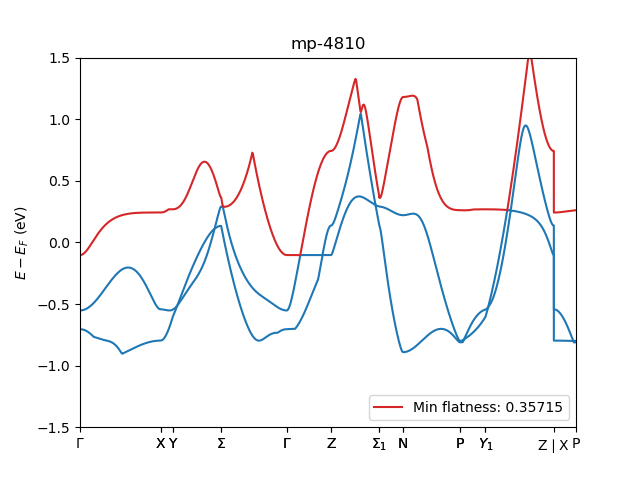 mp-4810
E − E_F (eV)
1.5
1.0
0.5
0.0
−0.5
−1.0
−1.5
Min flatness: 0.35715
Γ X Y Σ Γ Z Σ₁ N P Y₁ Z | X P